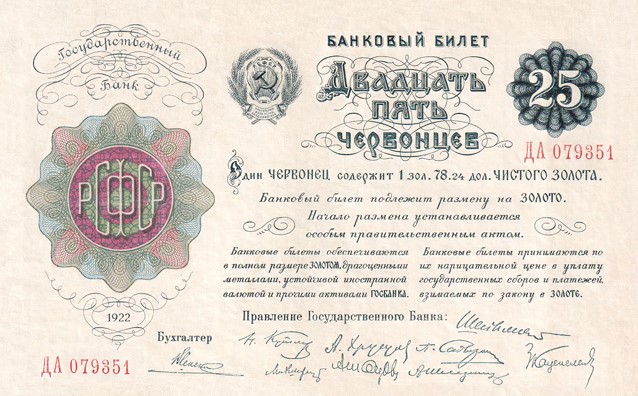 Государственный
Банк
РСФСР
1922
БАНКОВЫЙ БИЛЕТ
Двадцать
пять
червонцев
25
ДА 079351
Один ЧЕРВОНЕЦ содержит 1 зол. 78.24 дол. ЧИСТОГО ЗОЛОТА.
Банковый билет подлежит размену на ЗОЛОТО.
Начало размена устанавливается
особым правительственным актом.
Банковые билеты обеспечиваются
в полном размере ЗОЛОТОМ, драгоценными
металлами, устойчивой иностранной
валютой и прочими активами ГОСБАНКА.
Банковые билеты принимаются по
их нарицательной цене в уплату
государственных сборов и платежей,
взимаемых по закону в ЗОЛОТЕ.
Правление Государственного Банка:
Бухгалтер
ДА 079351